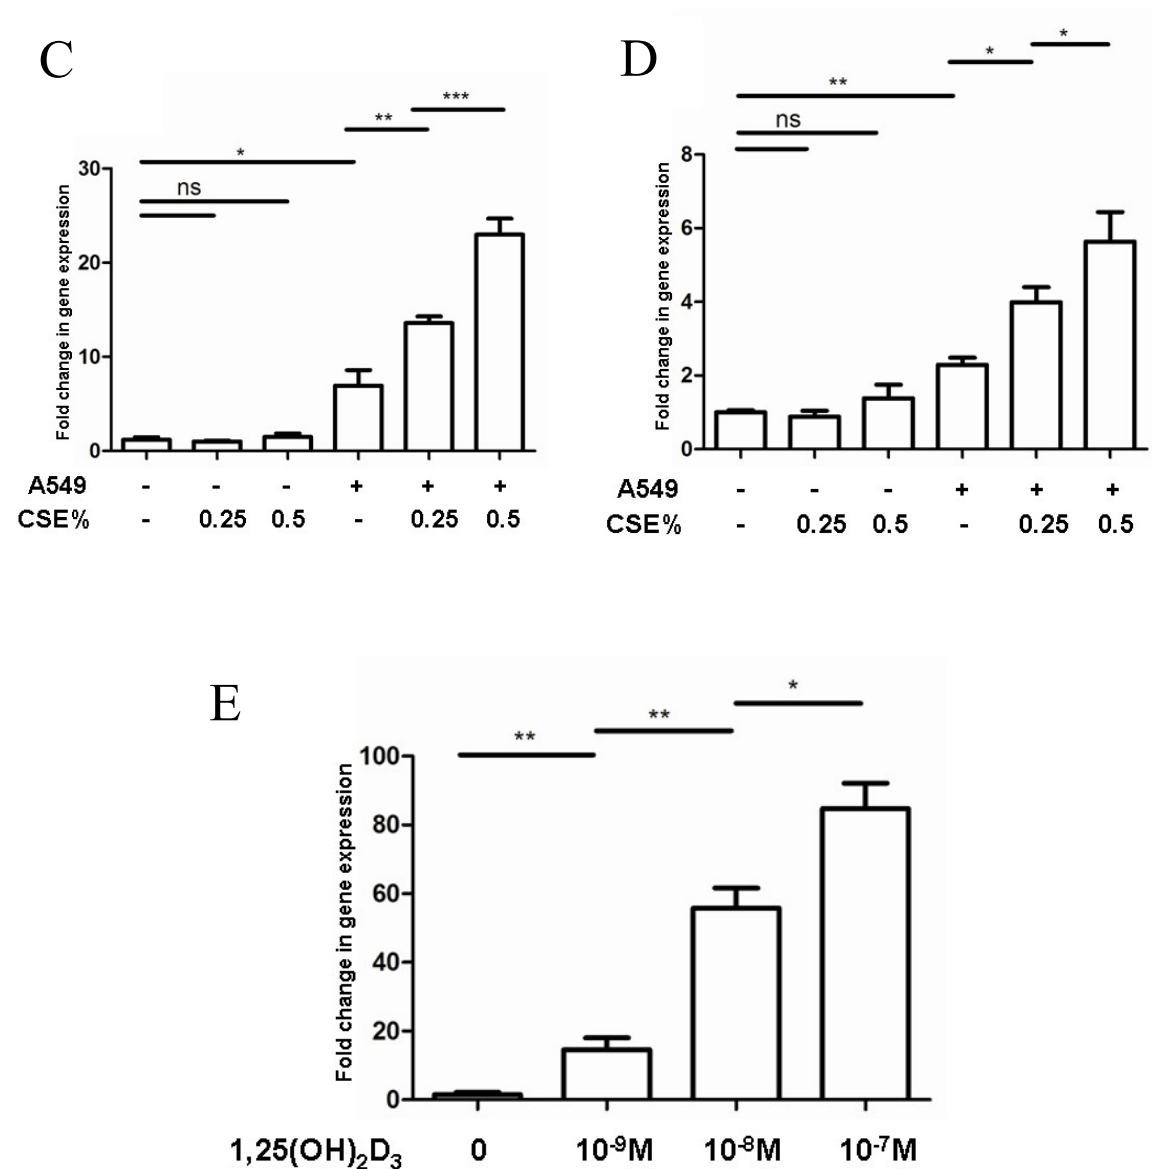 C
***
**
*
ns
Fold change in gene expression
30
20
10
0
A549 - - - + + +
CSE% - 0.25 0.5 - 0.25 0.5
D
*
*
**
ns
Fold change in gene expression
8
6
4
2
0
A549 - - - + + +
CSE% - 0.25 0.5 - 0.25 0.5
E
*
**
**
Fold change in gene expression
100
80
60
40
20
0
1,25(OH)₂D₃ 0 10⁻⁹M 10⁻⁸M 10⁻⁷M